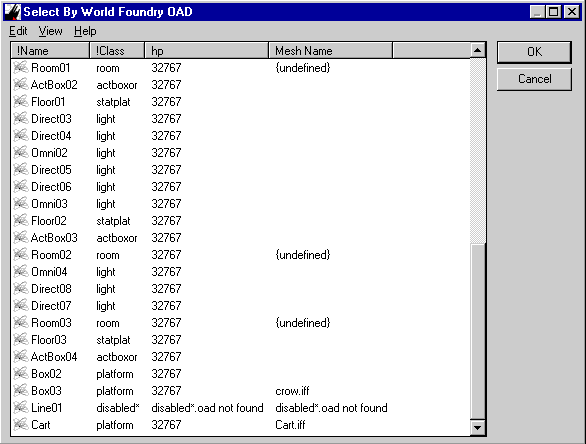 Select By World Foundry OAD
Edit View Help
!Name !Class hp Mesh Name
Room01 room 32767 {undefined}
ActBox02 actboxor 32767
Floor01 statplat 32767
Direct03 light 32767
Direct04 light 32767
Omni02 light 32767
Direct05 light 32767
Direct06 light 32767
Omni03 light 32767
Floor02 statplat 32767
ActBox03 actboxor 32767
Room02 room 32767 {undefined}
Omni04 light 32767
Direct08 light 32767
Direct07 light 32767
Room03 room 32767 {undefined}
Floor03 statplat 32767
ActBox04 actboxor 32767
Box02 platform 32767
Box03 platform 32767 crow.iff
Line01 disabled* disabled*.oad not found disabled*.oad not found
Cart platform 32767 Cart.iff
OK
Cancel